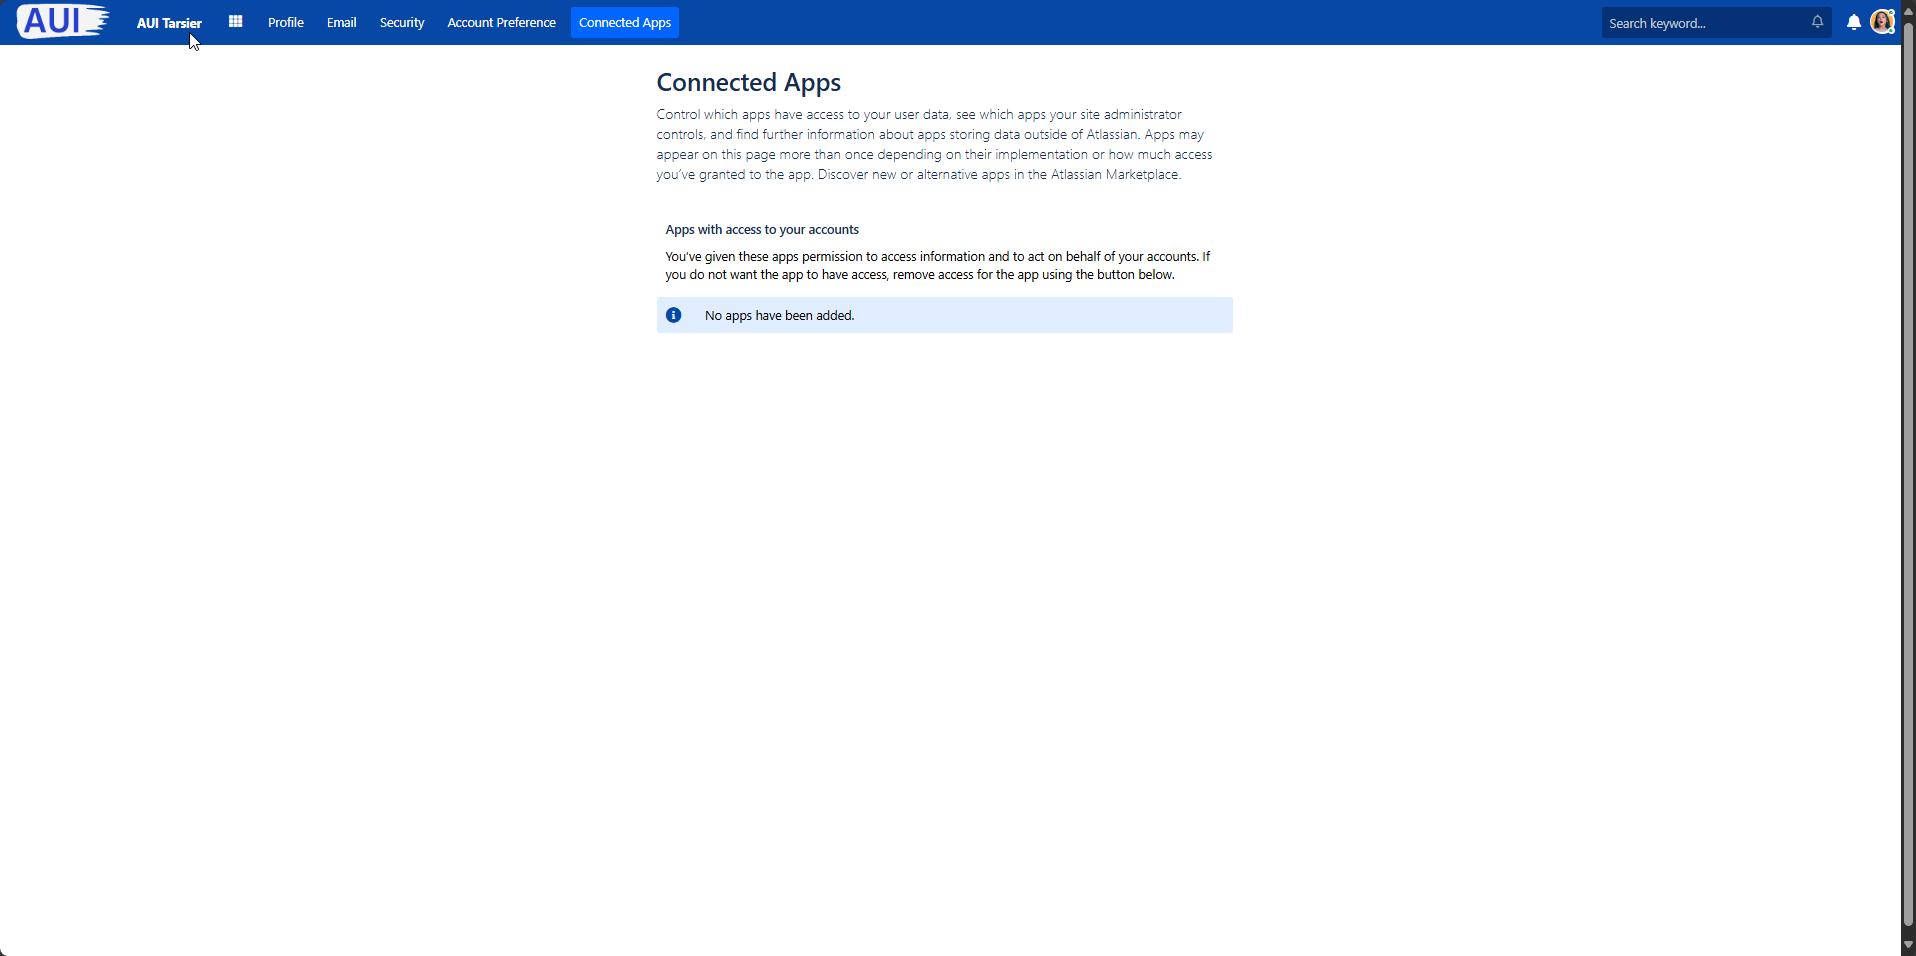 AUI
AUI Tarsier
Profile
Email
Security
Account Preference
Connected Apps
Search keyword...
Connected Apps
Control which apps have access to your user data, see which apps your site administrator
controls, and find further information about apps storing data outside of Atlassian. Apps may
appear on this page more than once depending on their implementation or how much access
you've granted to the app. Discover new or alternative apps in the Atlassian Marketplace.
Apps with access to your accounts
You've given these apps permission to access information and to act on behalf of your accounts. If
you do not want the app to have access, remove access for the app using the button below.
No apps have been added.